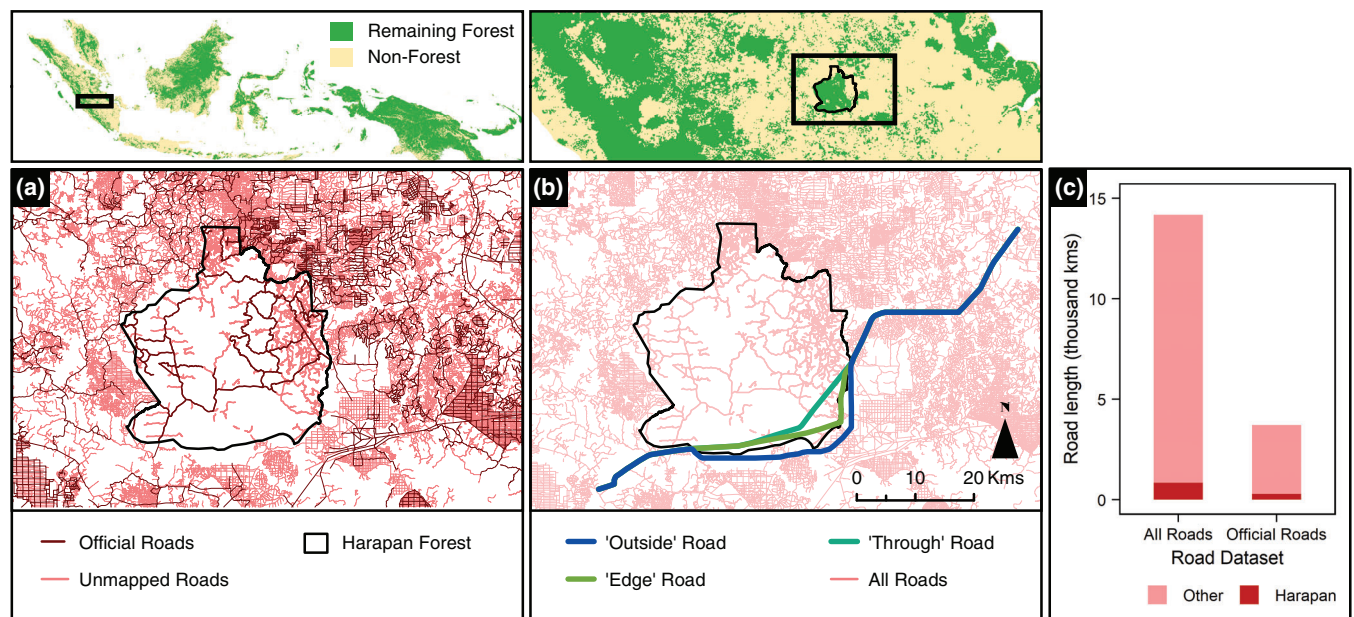 Remaining Forest
Non-Forest
(a)
(b)
N
0 10 20 Kms
(c)
Road length (thousand kms)
15
10
5
0
All Roads Official Roads
Road Dataset
Other Harapan
Official Roads Harapan Forest
Unmapped Roads
'Outside' Road 'Through' Road
'Edge' Road All Roads